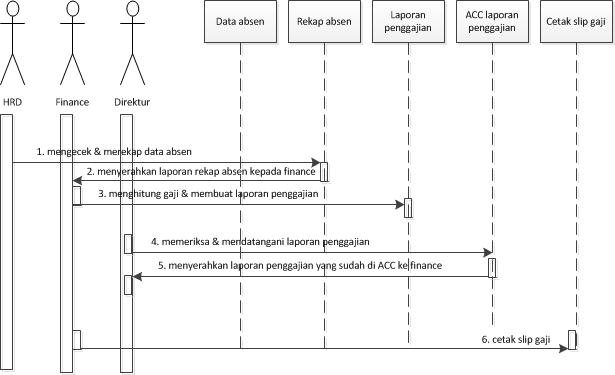 Data absen
Rekap absen
Laporan
penggajian
ACC laporan
penggajian
Cetak slip gaji
HRD
Finance
Direktur
1. mengecek & merekap data absen
2. menyerahkan laporan rekap absen kepada finance
3. menghitung gaji & membuat laporan penggajian
4. memeriksa & mendatangani laporan penggajian
5. menyerahkan laporan penggajian yang sudah di ACC ke finance
6. cetak slip gaji